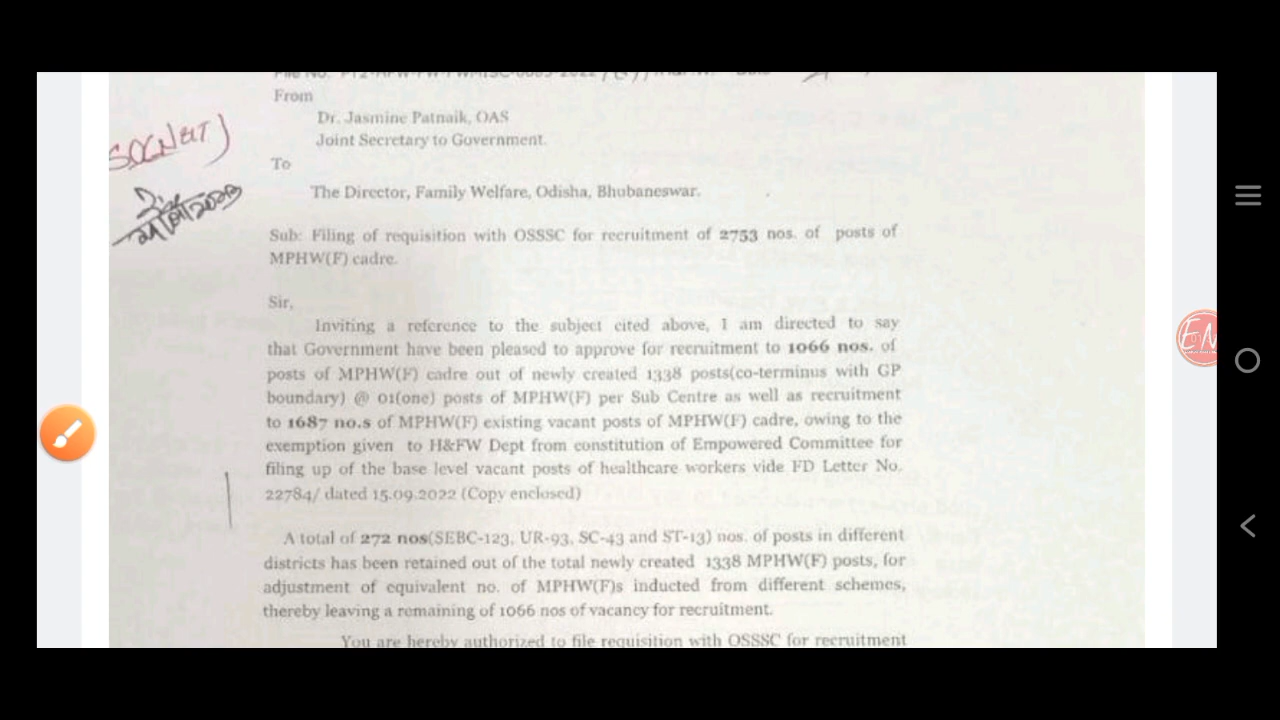 From
Dr. Jasmine Patnaik, OAS
Joint Secretary to Government.
To
The Director, Family Welfare, Odisha, Bhubaneswar.
Sub: Filing of requisition with OSSSC for recruitment of 2753 nos. of posts of
MPHW(F) cadre.
Sir,
Inviting a reference to the subject cited above, I am directed to say
that Government have been pleased to approve for recruitment to 1066 nos. of
posts of MPHW(F) cadre out of newly created 1338 posts(co-terminus with GP
boundary) @ 01(one) posts of MPHW(F) per Sub Centre as well as recruitment
to 1687 no.s of MPHW(F) existing vacant posts of MPHW(F) cadre, owing to the
exemption given to H&FW Dept from constitution of Empowered Committee for
filing up of the base level vacant posts of healthcare workers vide FD Letter No.
22784/ dated 15.09.2022 (Copy enclosed)
A total of 272 nos(SEBC-123, UR-93, SC-43 and ST-13) nos. of posts in different
districts has been retained out of the total newly created 1338 MPHW(F) posts, for
adjustment of equivalent no. of MPHW(F)s inducted from different schemes,
thereby leaving a remaining of 1066 nos of vacancy for recruitment.
You are hereby authorized to file requisition with OSSSC for recruitment